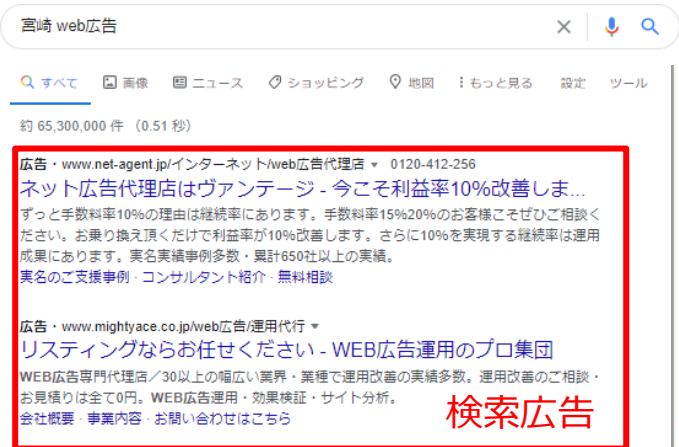 宮崎 web広告
すべて 画像 ニュース ショッピング 地図 もっと見る 設定 ツール
約 65,300,000 件 （0.51 秒）
広告・www.net-agent.jp/インターネット/web広告代理店 0120-412-256
ネット広告代理店はヴァンテージ - 今こそ利益率10%改善しま...
ずっと手数料率10%の理由は継続率にあります。手数料率15%20%のお客様こそぜひご相談く
ださい。お乗り換え頂くだけで利益率が10%改善します。さらに10%を実現する継続率は運用
成果にあります。実名実績事例多数・累計650社以上の実績。
実名のご支援事例 · コンサルタント紹介 · 無料相談
広告・www.mightyace.co.jp/web広告/運用代行
リスティングならお任せください - WEB広告運用のプロ集団
WEB広告専門代理店／30以上の幅広い業界・業種で運用改善の実績多数。運用改善のご相談・
お見積りは全て0円。WEB広告運用・効果検証・サイト分析。
会社概要 · 事業内容 · お問い合わせはこちら
検索広告